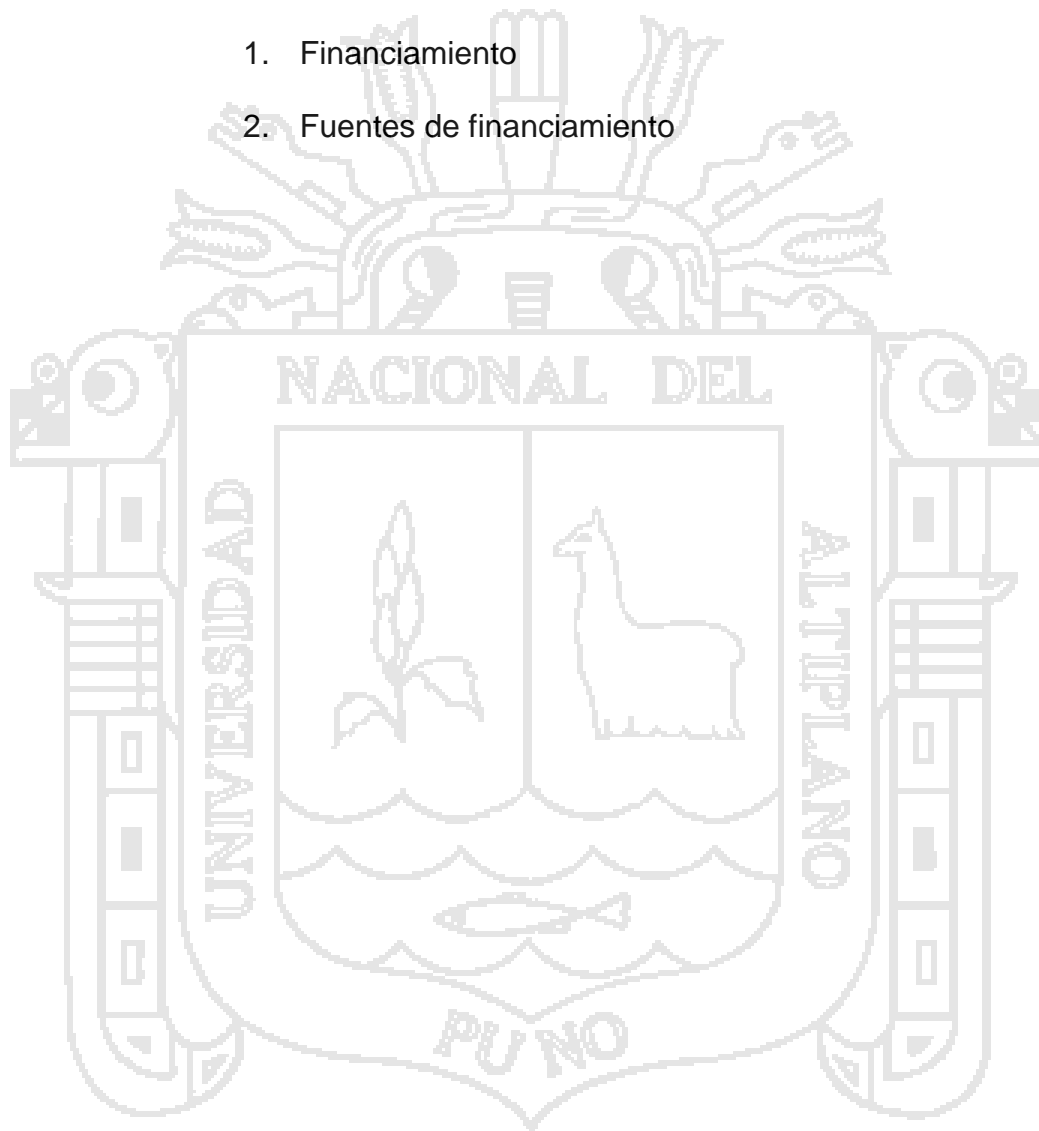 1. Financiamiento
2. Fuentes de financiamiento
NACIONAL DEL
UNIVERSIDAD
ALTIPLANO
PUNO